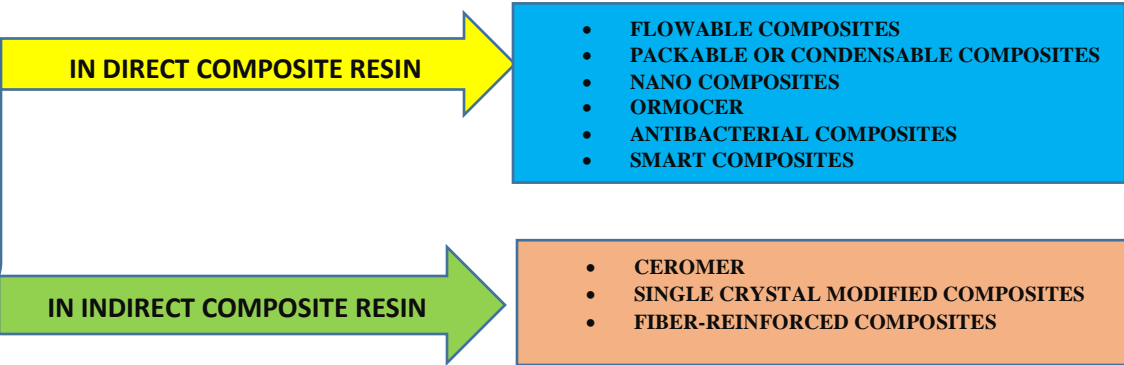 IN DIRECT COMPOSITE RESIN
• FLOWABLE COMPOSITES
• PACKABLE OR CONDENSABLE COMPOSITES
• NANO COMPOSITES
• ORMOCER
• ANTIBACTERIAL COMPOSITES
• SMART COMPOSITES
IN INDIRECT COMPOSITE RESIN
• CEROMER
• SINGLE CRYSTAL MODIFIED COMPOSITES
• FIBER-REINFORCED COMPOSITES